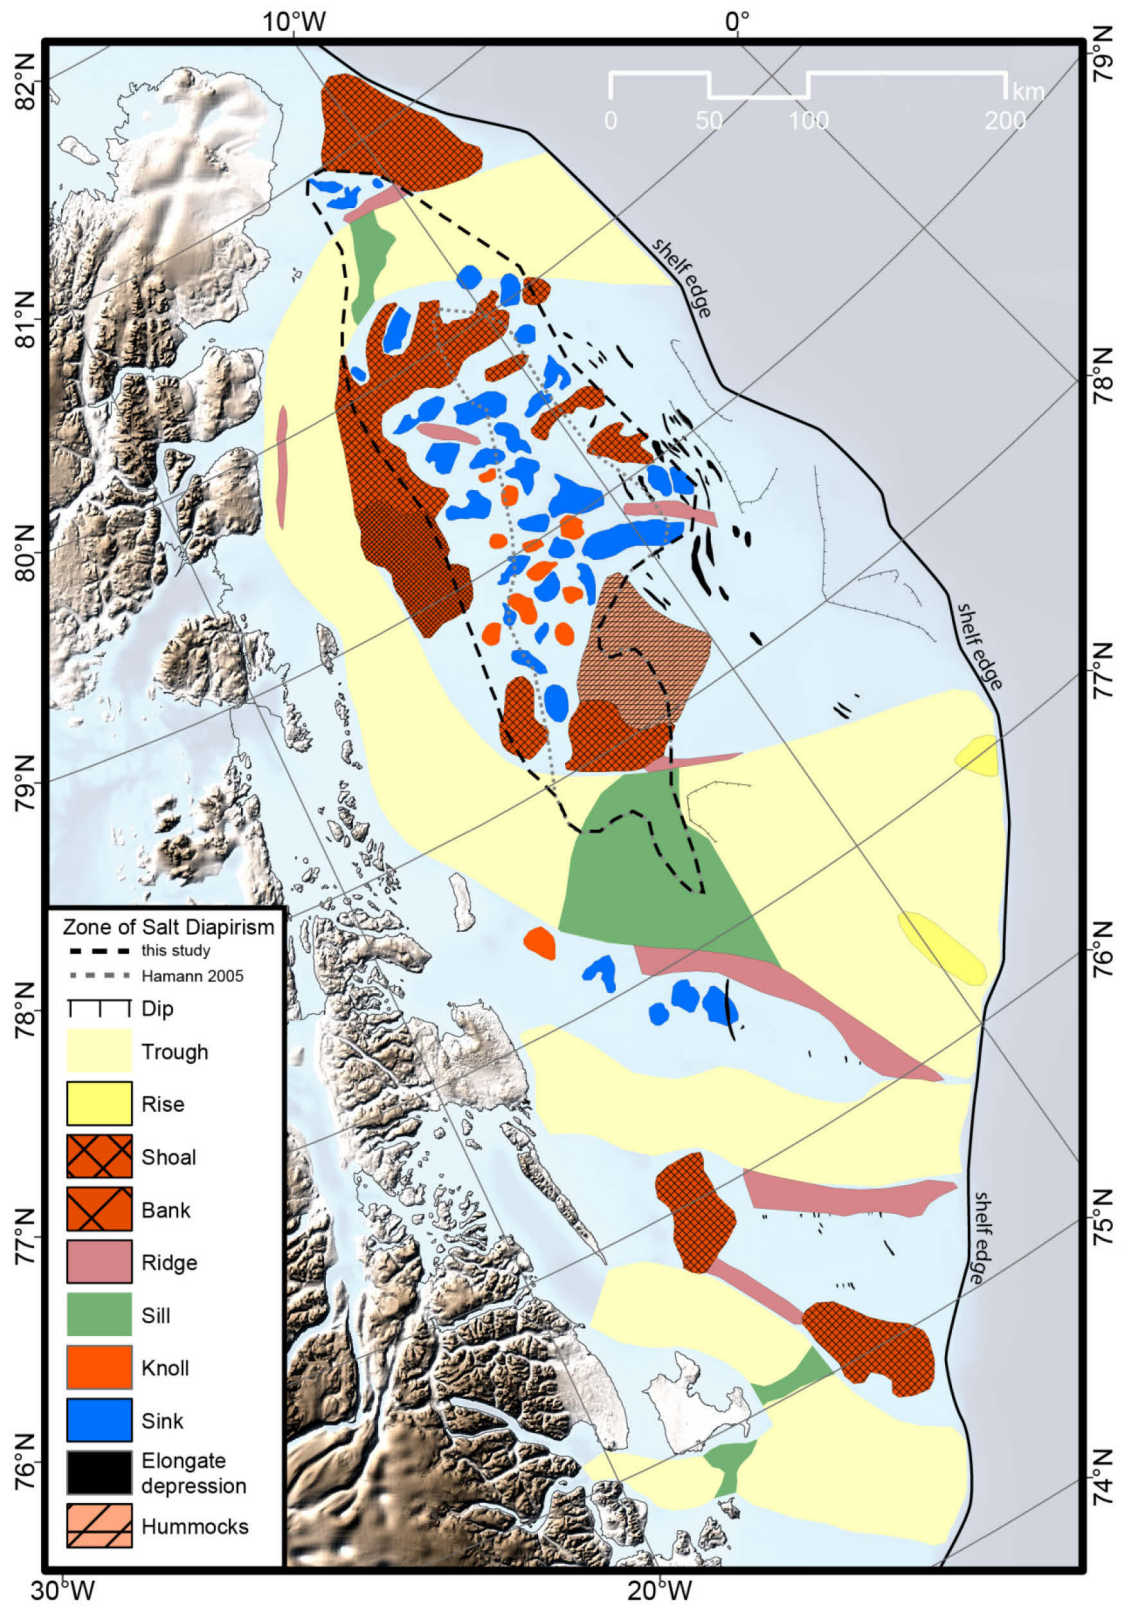 10°W
0°
82°N
79°N
km
0
50
100
200
shelf edge
81°N
78°N
80°N
shelf edge
77°N
79°N
Zone of Salt Diapirism
this study
Hamann 2005
Dip
Trough
Rise
Shoal
Bank
Ridge
Sill
Knoll
Sink
Elongate
depression
Hummocks
76°N
78°N
75°N
77°N
shelf edge
76°N
74°N
30°W
20°W